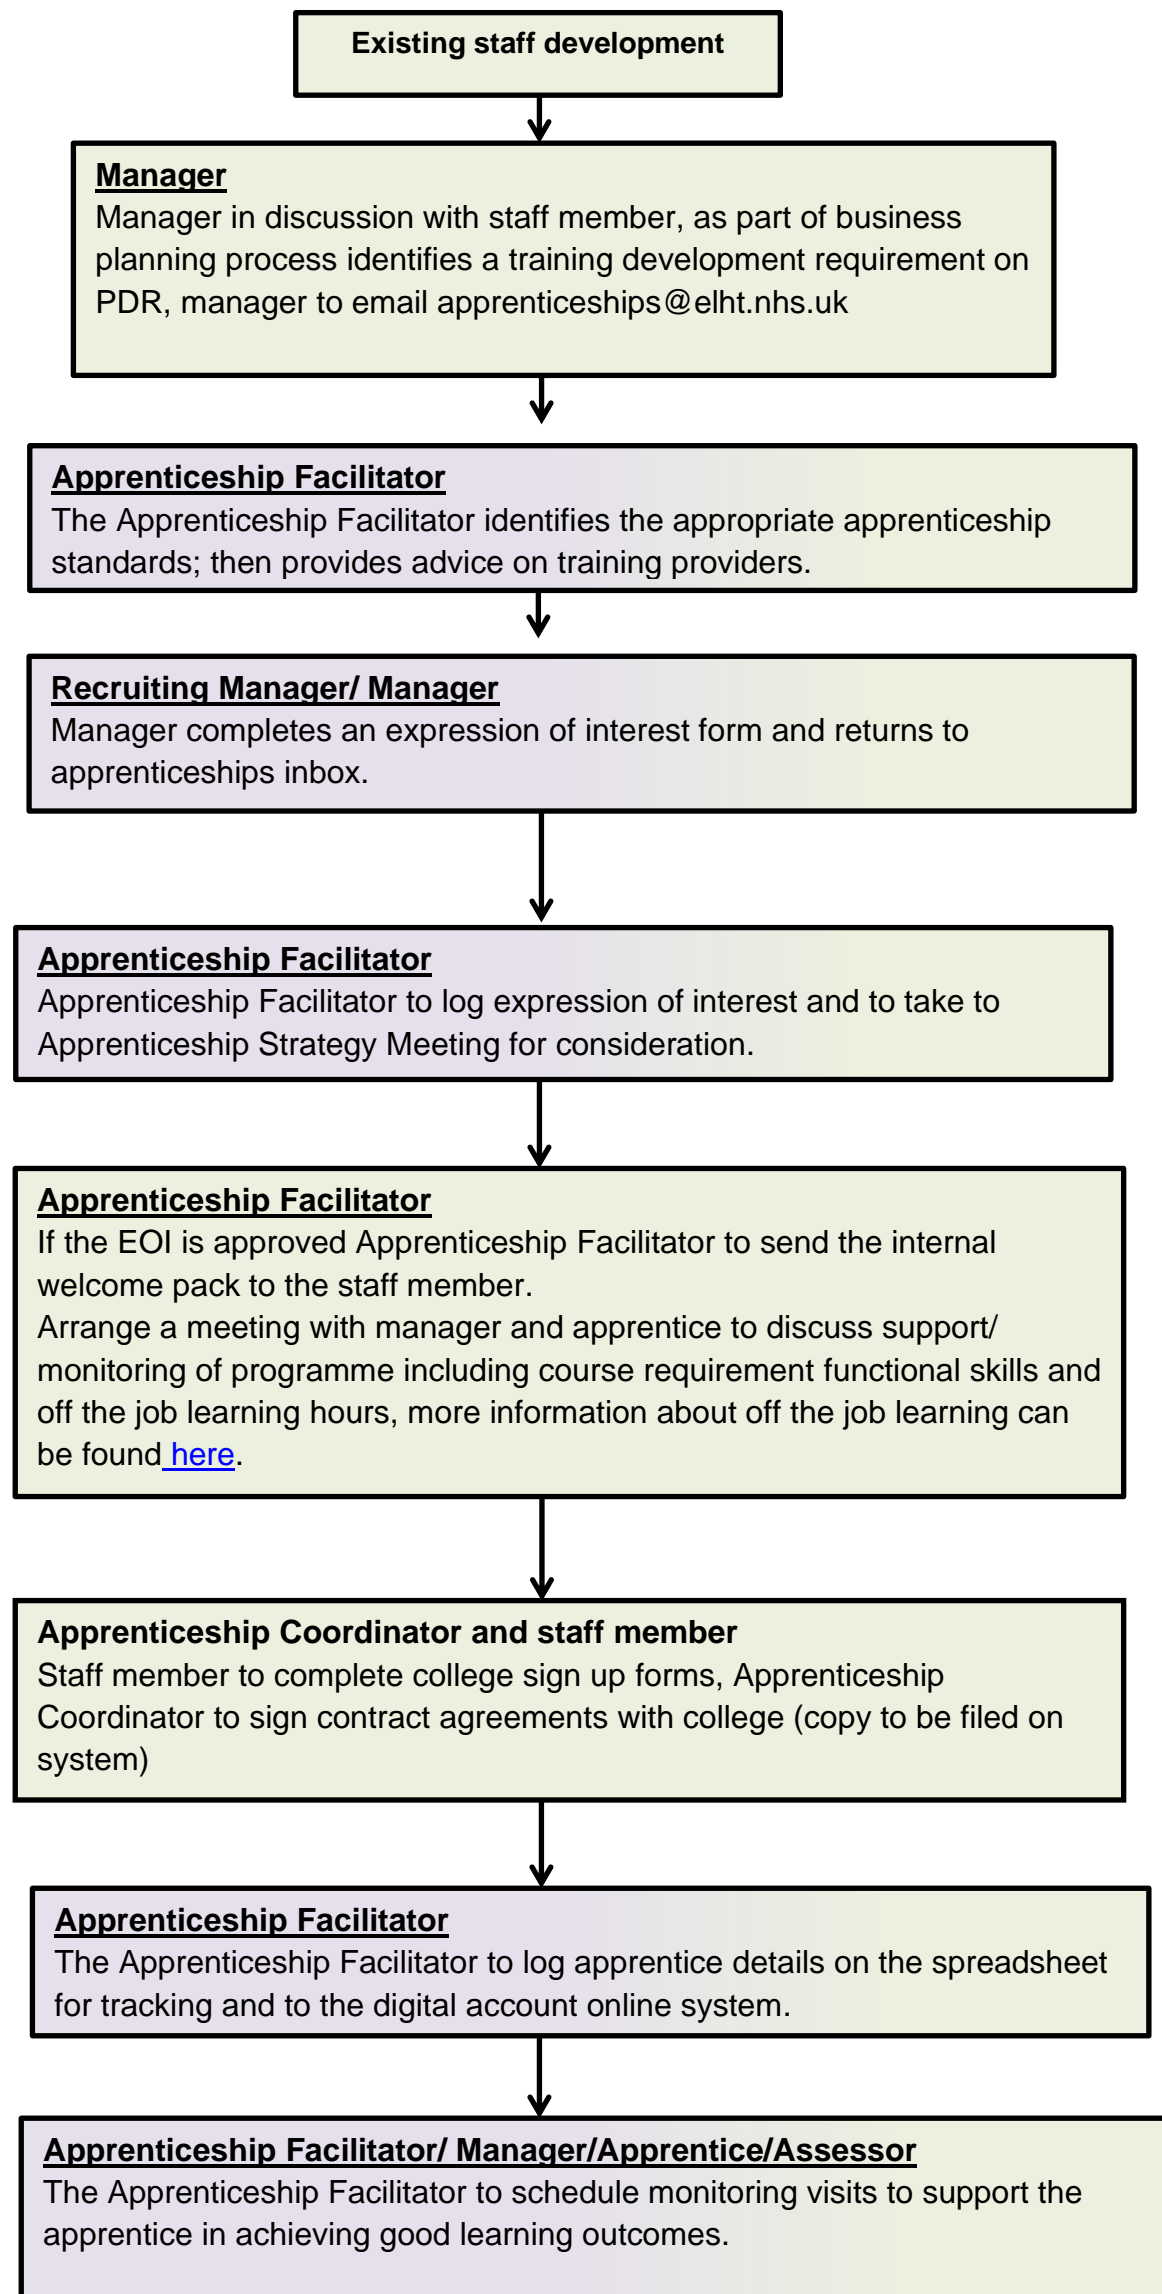 Existing staff development
Manager
Manager in discussion with staff member, as part of business
planning process identifies a training development requirement on
PDR, manager to email apprenticeships@elht.nhs.uk
Apprenticeship Facilitator
The Apprenticeship Facilitator identifies the appropriate apprenticeship
standards; then provides advice on training providers.
Recruiting Manager/ Manager
Manager completes an expression of interest form and returns to
apprenticeships inbox.
Apprenticeship Facilitator
Apprenticeship Facilitator to log expression of interest and to take to
Apprenticeship Strategy Meeting for consideration.
Apprenticeship Facilitator
If the EOI is approved Apprenticeship Facilitator to send the internal
welcome pack to the staff member.
Arrange a meeting with manager and apprentice to discuss support/
monitoring of programme including course requirement functional skills and
off the job learning hours, more information about off the job learning can
be found here.
Apprenticeship Coordinator and staff member
Staff member to complete college sign up forms, Apprenticeship
Coordinator to sign contract agreements with college (copy to be filed on
system)
Apprenticeship Facilitator
The Apprenticeship Facilitator to log apprentice details on the spreadsheet
for tracking and to the digital account online system.
Apprenticeship Facilitator/ Manager/Apprentice/Assessor
The Apprenticeship Facilitator to schedule monitoring visits to support the
apprentice in achieving good learning outcomes.